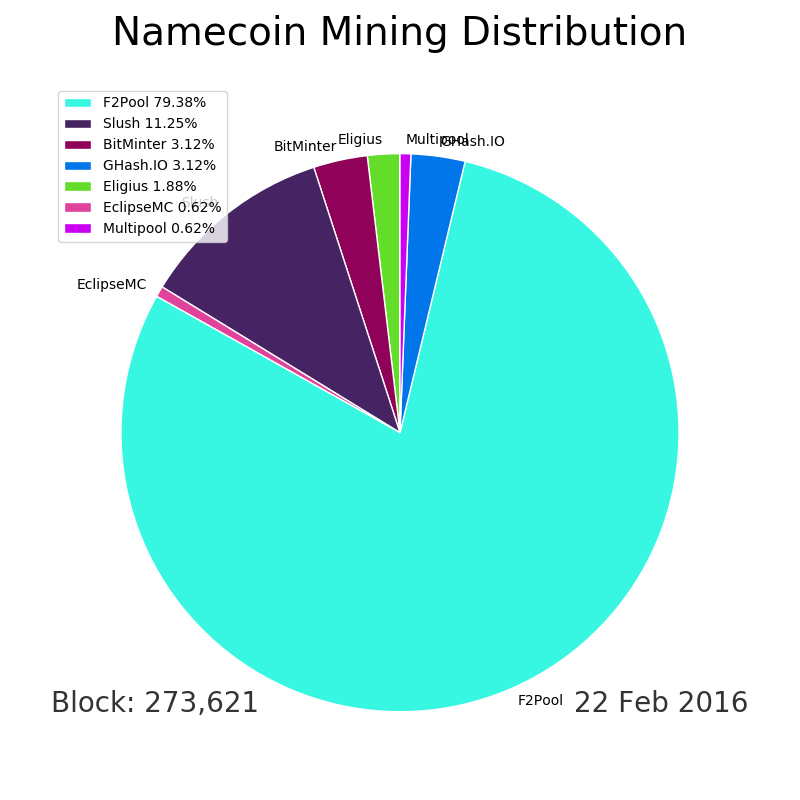 Namecoin Mining Distribution
F2Pool 79.38%
Slush 11.25%
BitMinter 3.12%
GHash.IO 3.12%
Eligius 1.88%
EclipseMC 0.62%
Multipool 0.62%
Slush
BitMinter
Eligius
Multipool
GHash.IO
EclipseMC
F2Pool
Block: 273,621
22 Feb 2016